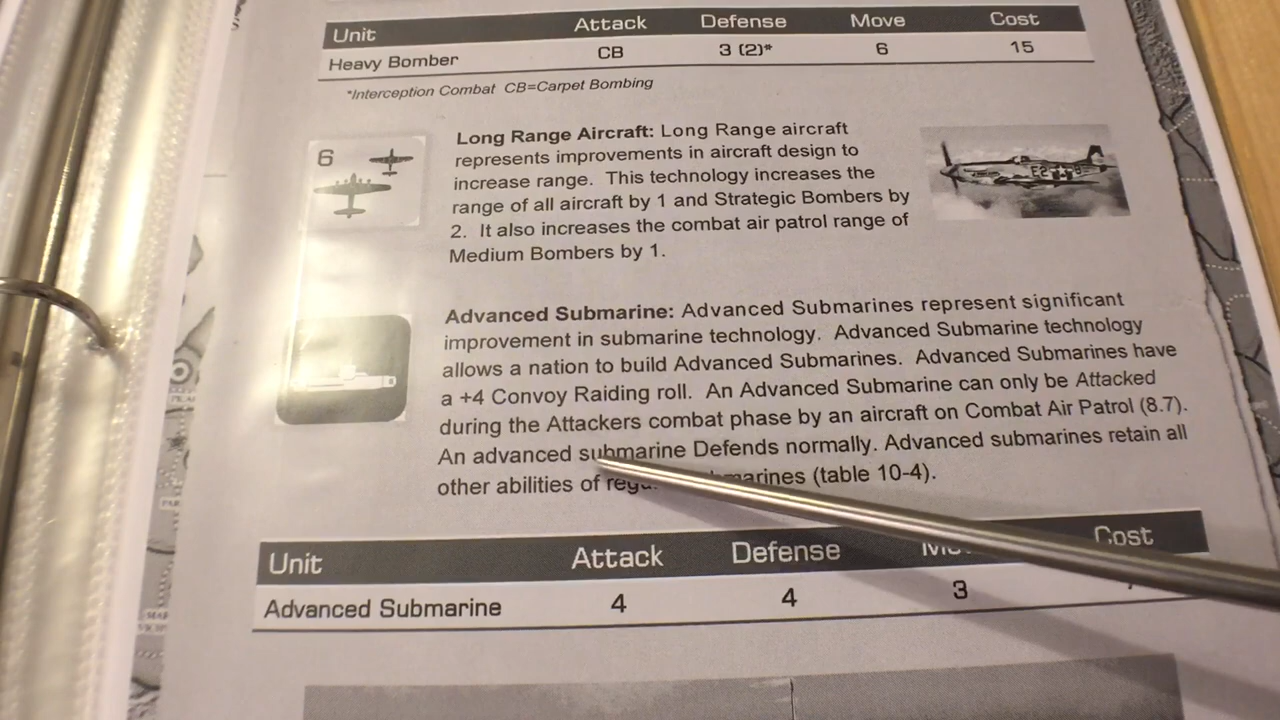 Unit Attack Defense Move Cost
Heavy Bomber CB 3 (2)* 6 15
*Interception Combat CB=Carpet Bombing
6
Long Range Aircraft: Long Range aircraft
represents improvements in aircraft design to
increase range. This technology increases the
range of all aircraft by 1 and Strategic Bombers by
2. It also increases the combat air patrol range of
Medium Bombers by 1.
Advanced Submarine: Advanced Submarines represent significant
improvement in submarine technology. Advanced Submarine technology
allows a nation to build Advanced Submarines. Advanced Submarines have
a +4 Convoy Raiding roll. An Advanced Submarine can only be Attacked
during the Attackers combat phase by an aircraft on Combat Air Patrol (8.7).
An advanced submarine Defends normally. Advanced submarines retain all
other abilities of (table 10-4).
Unit Attack Defense Cost
Advanced Submarine 4 4 3